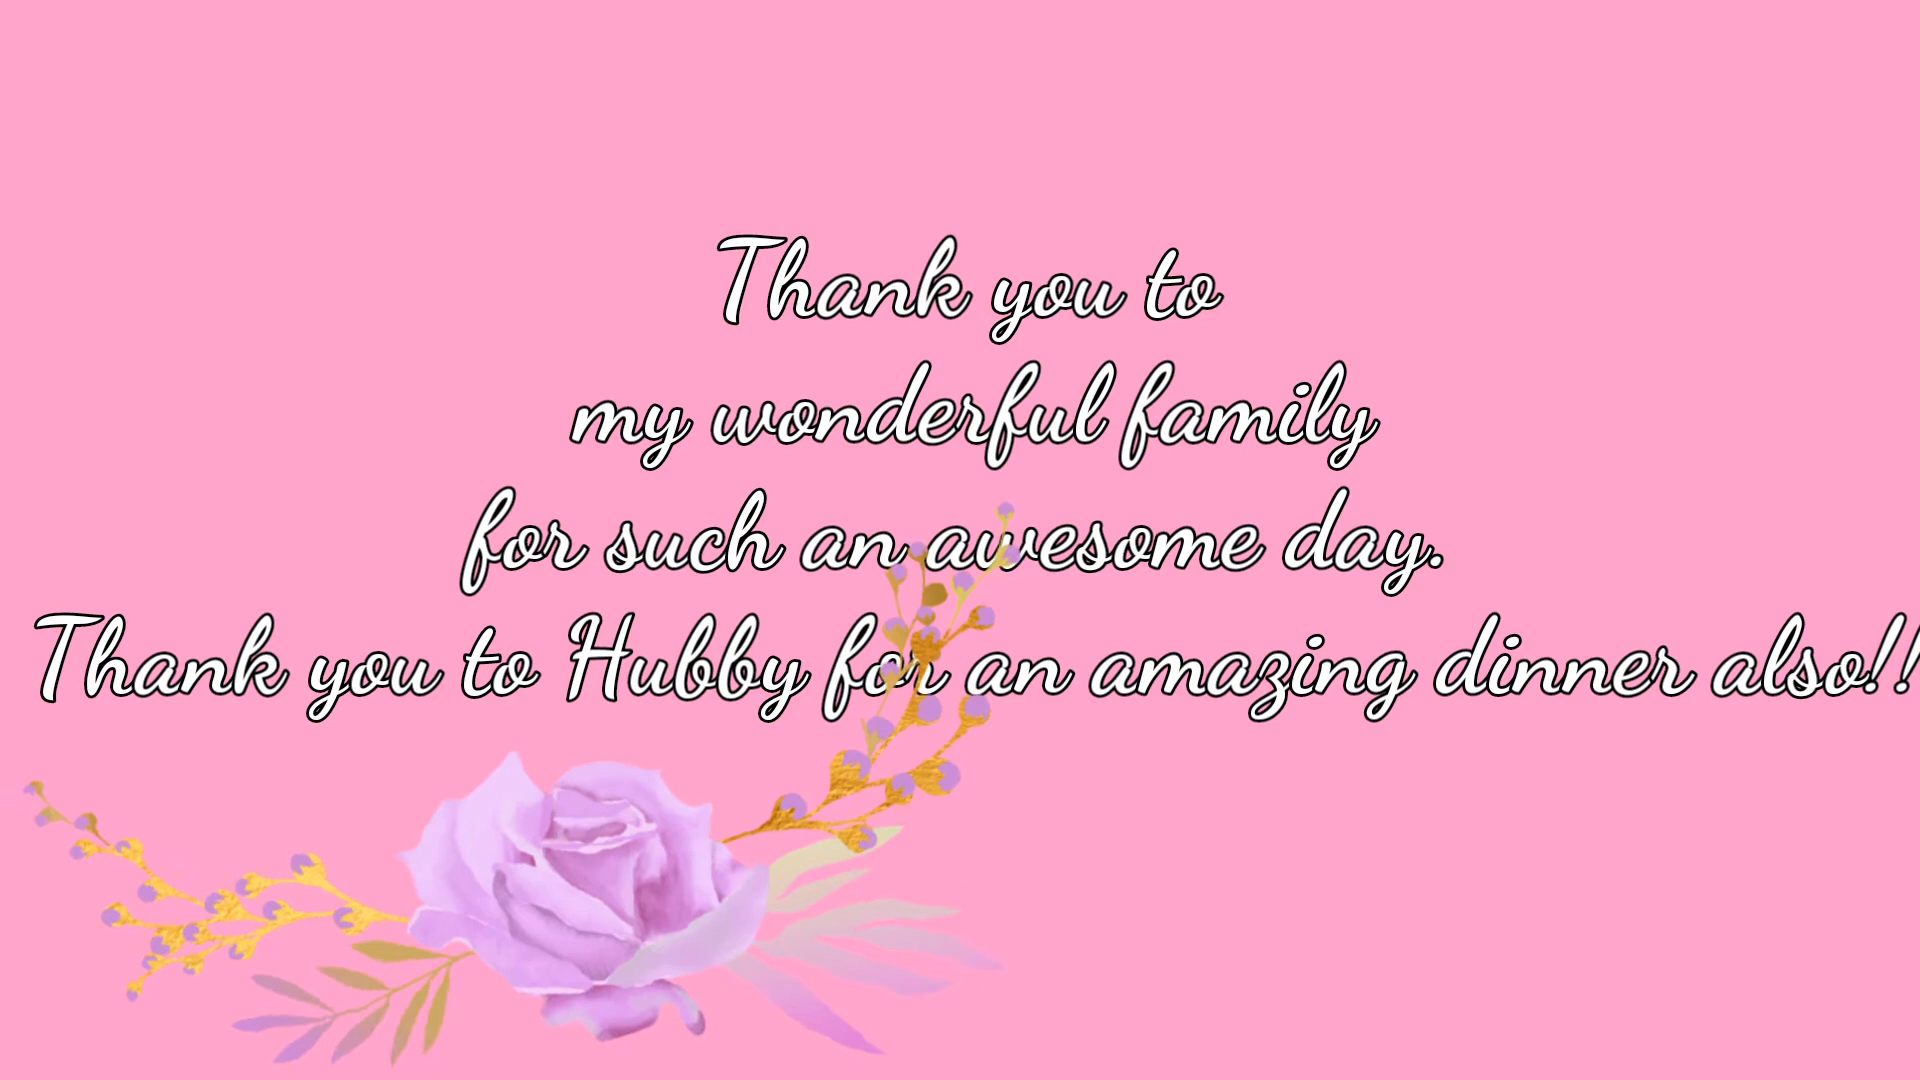 Thank you to
my wonderful family
for such an awesome day.
Thank you to Hubby for an amazing dinner also!!